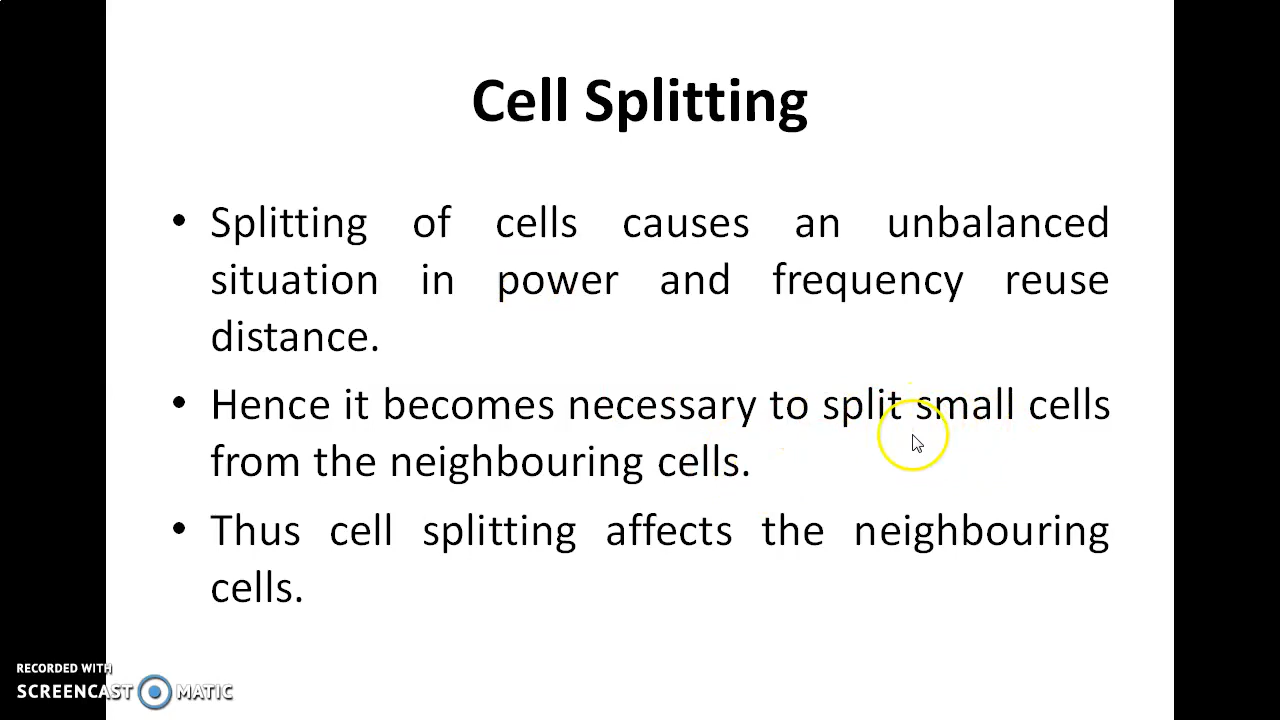 Cell Splitting
• Splitting of cells causes an unbalanced
situation in power and frequency reuse
distance.
• Hence it becomes necessary to split small cells
from the neighbouring cells.
• Thus cell splitting affects the neighbouring
cells.
RECORDED WITH
SCREENCAST MATIC